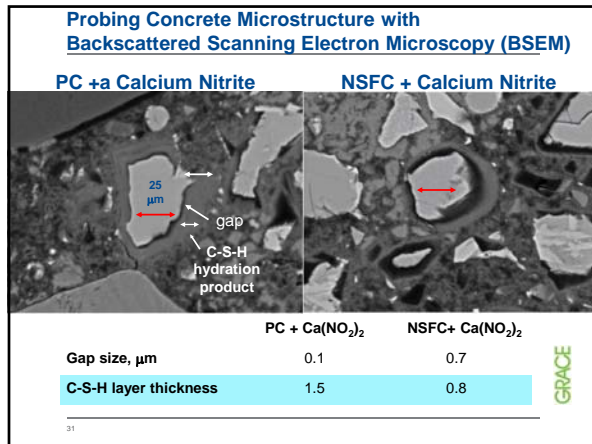 Probing Concrete Microstructure with
Backscattered Scanning Electron Microscopy (BSEM)
PC +a Calcium Nitrite
NSFC + Calcium Nitrite
25
μm
gap
C-S-H
hydration
product
PC + Ca(NO₂)₂ NSFC+ Ca(NO₂)₂
Gap size, μm 0.1 0.7
C-S-H layer thickness 1.5 0.8
GRACE
31